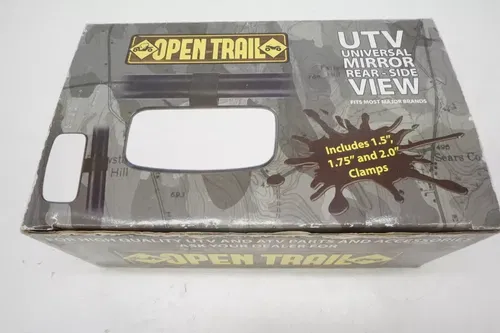 OPEN TRAIL
UTV
UNIVERSAL
MIRROR
REAR - SIDE
VIEW
FITS MOST MAJOR BRANDS
Includes 1.5",
1.75" and 2.0"
Clamps
Hill
683
498
Sears Co
FOR HIGH QUALITY UTV AND ATV PARTS AND ACCESSORIES
ASK YOUR DEALER FOR
OPEN TRAIL